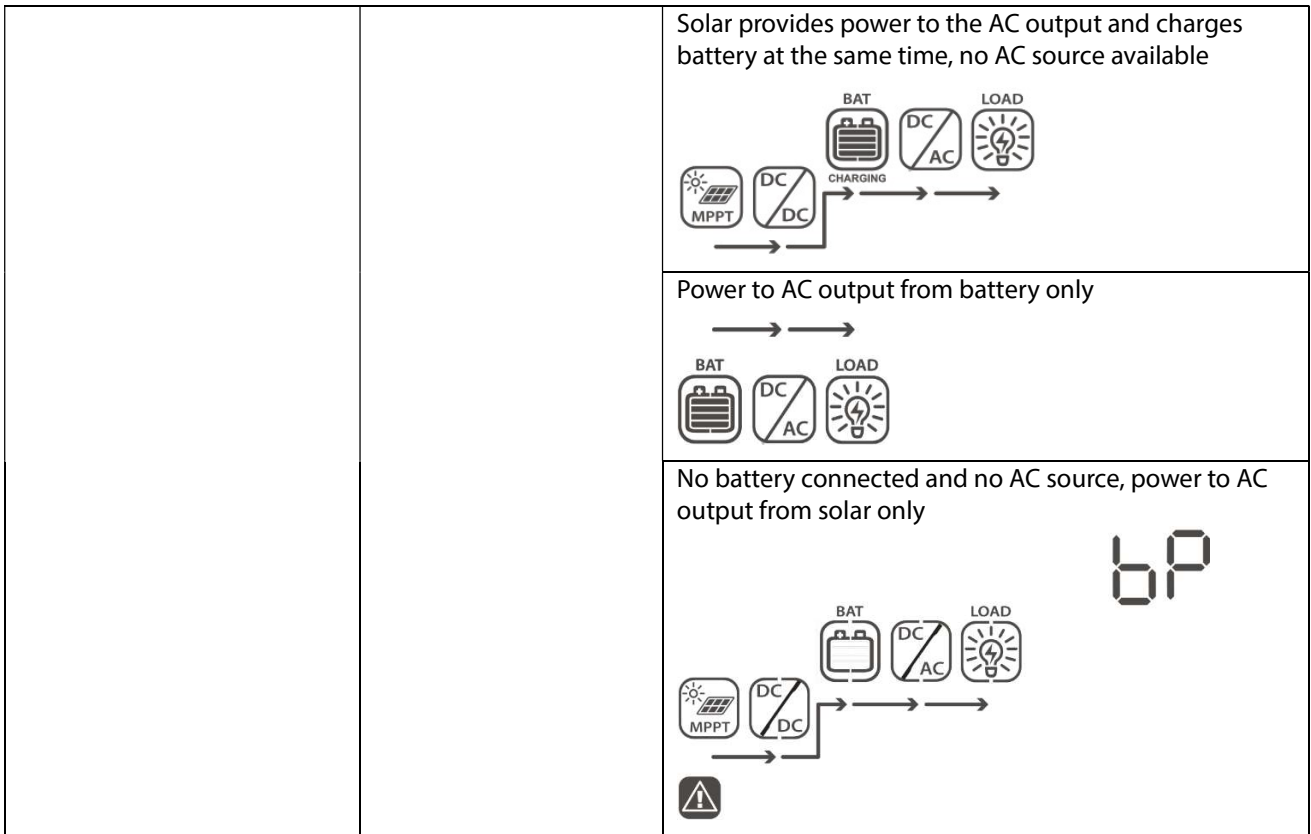 Solar provides power to the AC output and charges
battery at the same time, no AC source available
BAT
LOAD
DC
AC
CHARGING
MPPT
DC
DC
Power to AC output from battery only
BAT
LOAD
DC
AC
No battery connected and no AC source, power to AC
output from solar only
bP
BAT
LOAD
DC
AC
MPPT
DC
DC